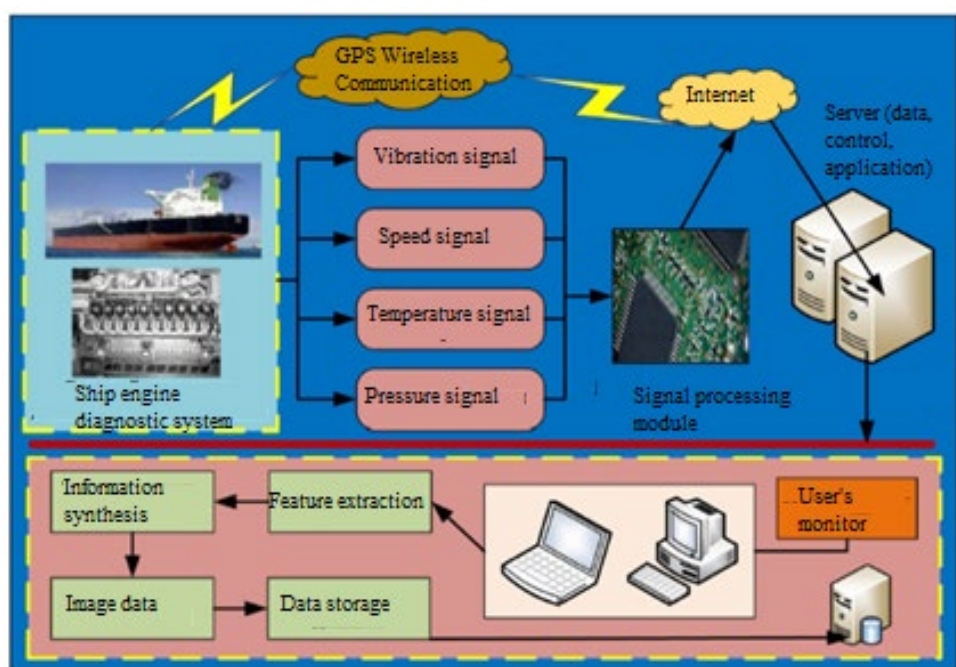 GPS Wireless
Communication
Internet
Server (data,
control,
application)
Vibration signal
Speed signal
Temperature signal
Pressure signal
Ship engine
diagnostic system
Signal processing
module
Information
synthesis
Feature extraction
User's
monitor
Image data
Data storage